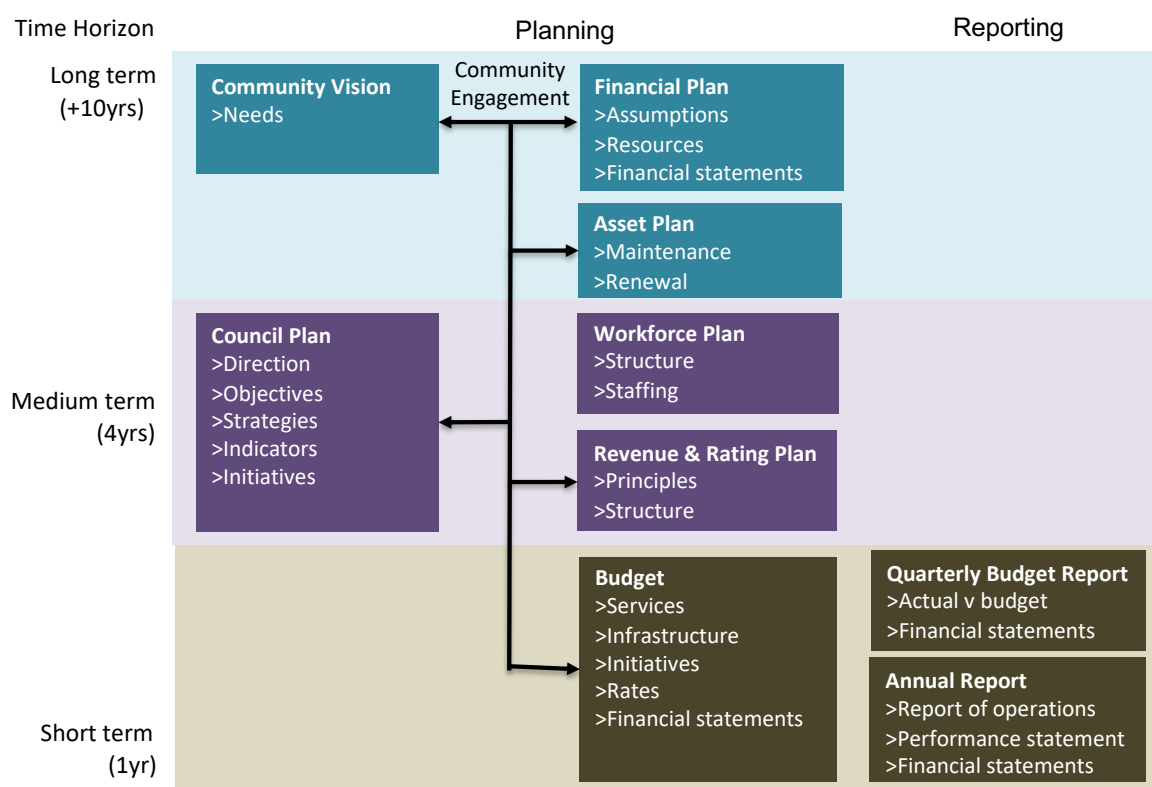 Time Horizon
Planning
Reporting
Long term
(+10yrs)
Community Vision
>Needs
Community
Engagement
Financial Plan
>Assumptions
>Resources
>Financial statements
Asset Plan
>Maintenance
>Renewal
Medium term
(4yrs)
Council Plan
>Direction
>Objectives
>Strategies
>Indicators
>Initiatives
Workforce Plan
>Structure
>Staffing
Revenue & Rating Plan
>Principles
>Structure
Short term
(1yr)
Budget
>Services
>Infrastructure
>Initiatives
>Rates
>Financial statements
Quarterly Budget Report
>Actual v budget
>Financial statements
Annual Report
>Report of operations
>Performance statement
>Financial statements